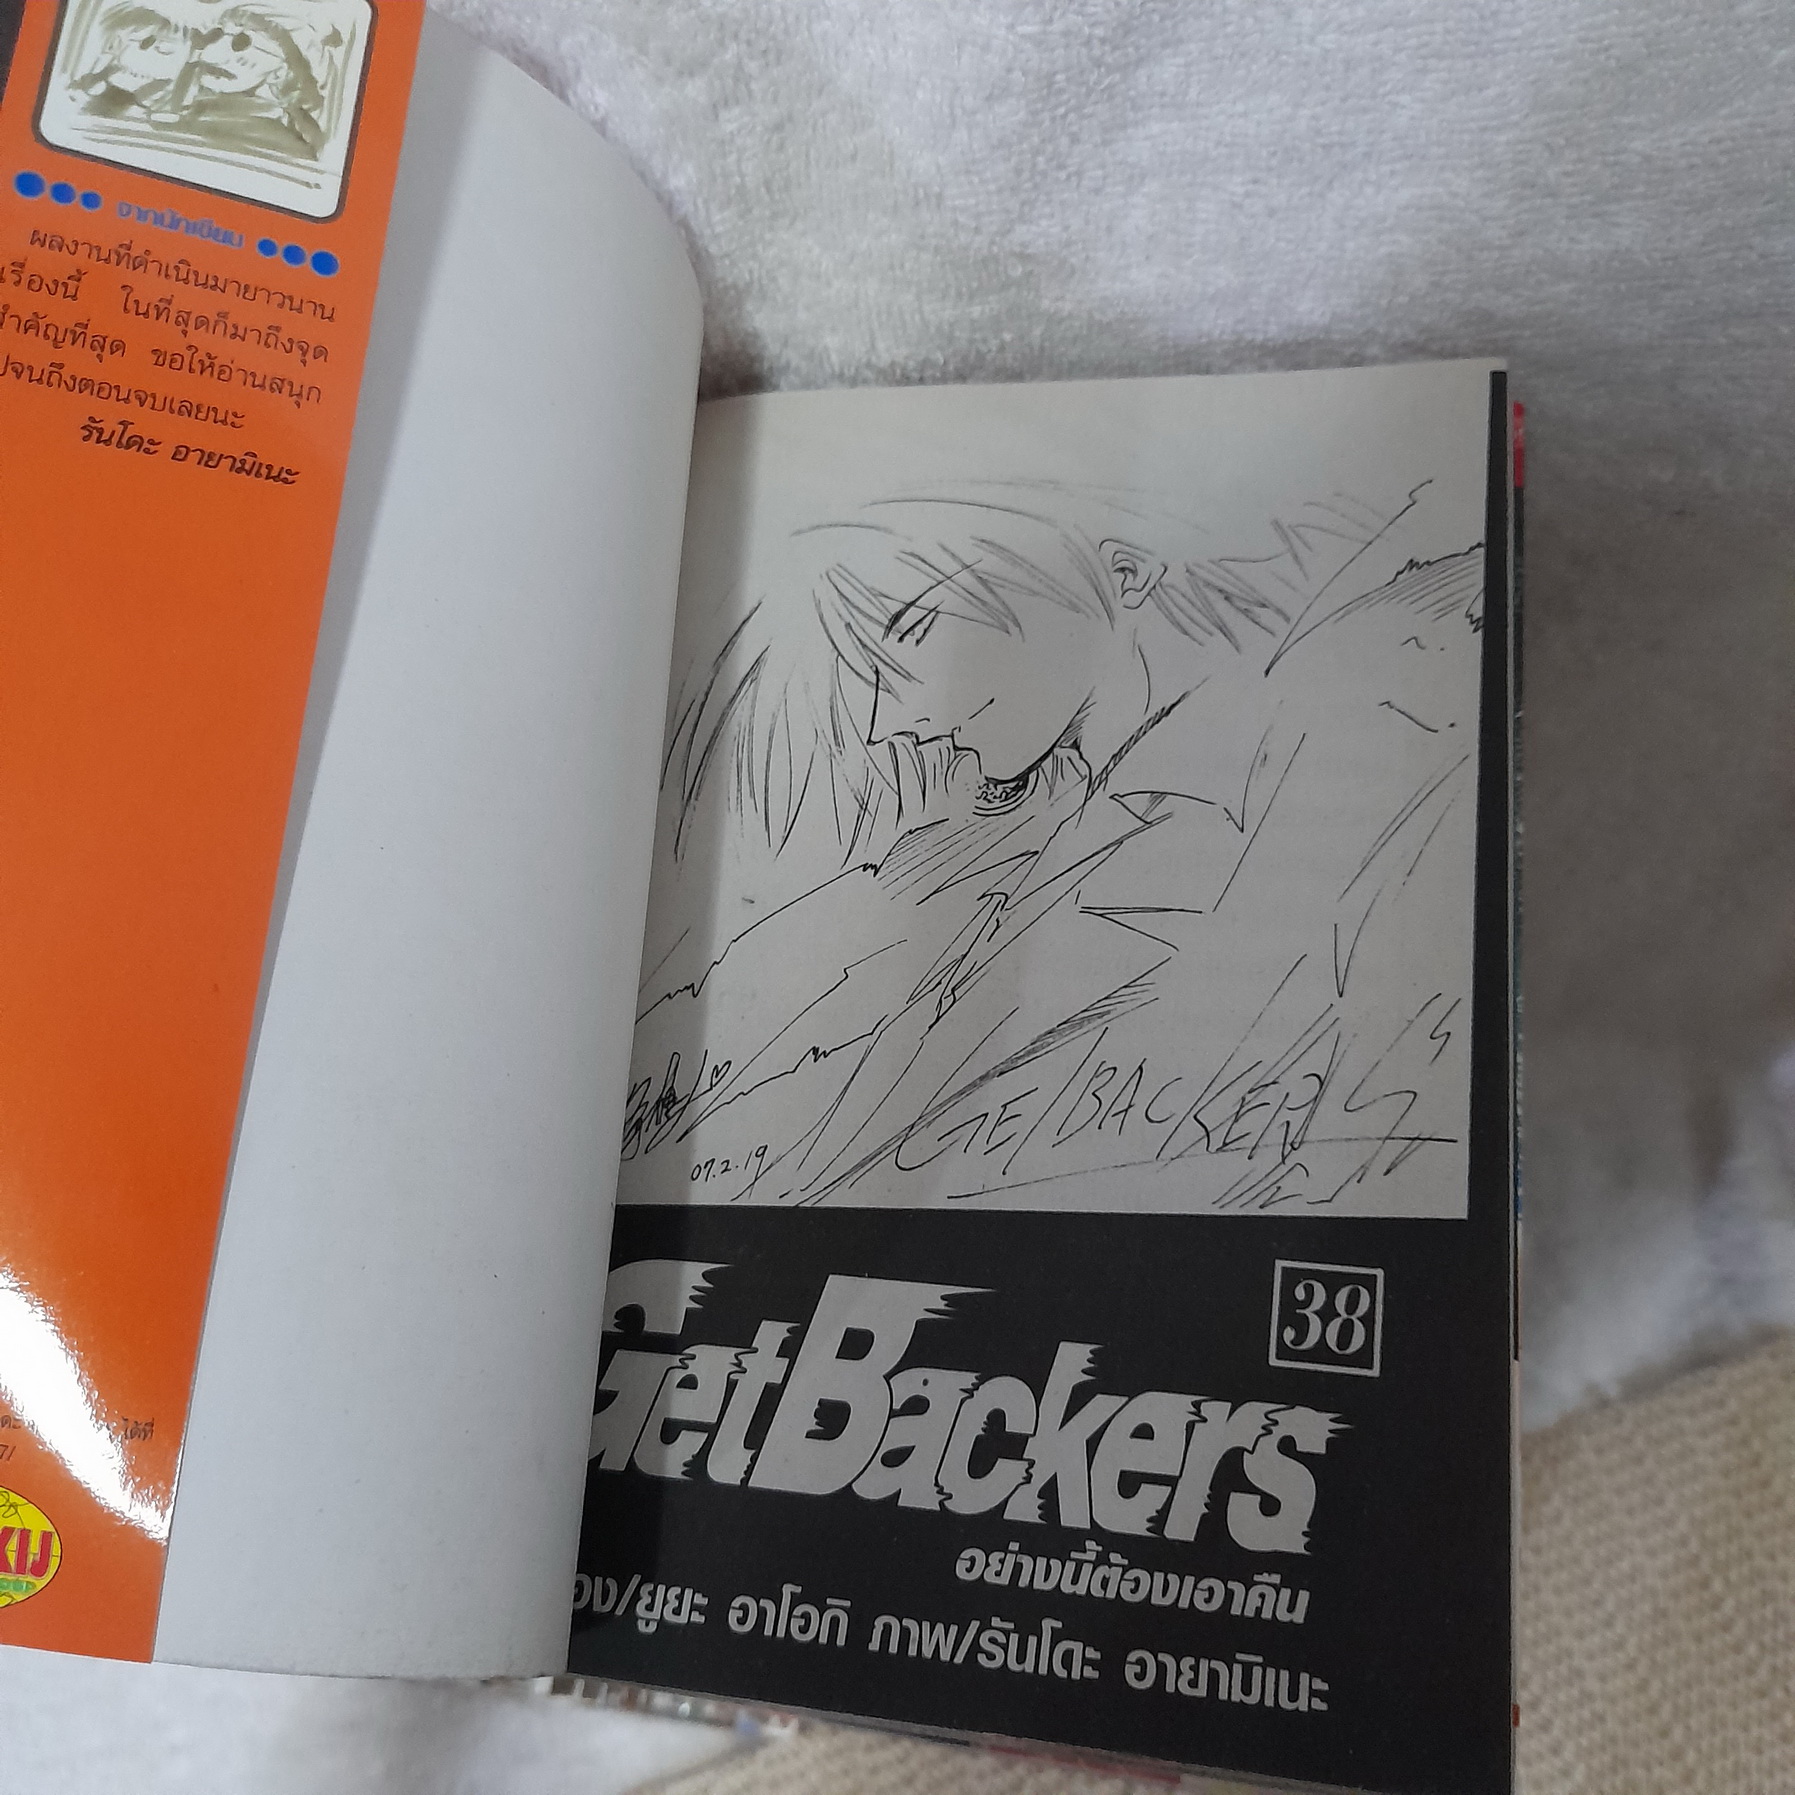 จากนักเขียน
ผลงานที่ดำเนินมายาวนาน
เรื่องนี้ ในที่สุดก็มาถึงจุด
สำคัญที่สุด ขอให้อ่านสนุก
จนถึงตอนจบเลยนะ
รันโดะ อายามิเนะ
ได้ที่
KIJ
07.2.19
GETBACKERS
38
GetBackers
อย่างนี้ต้องเอาคืน
ยูยะ อาโอกิ ภาพ/รันโดะ อายามิเนะ